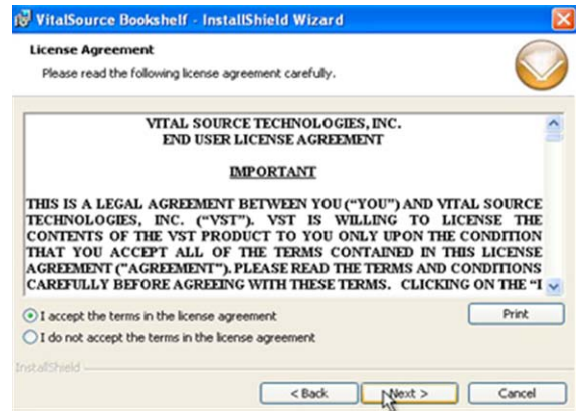 VitalSource Bookshelf - InstallShield Wizard
License Agreement
Please read the following license agreement carefully.
VITAL SOURCE TECHNOLOGIES, INC.
END USER LICENSE AGREEMENT
IMPORTANT
THIS IS A LEGAL AGREEMENT BETWEEN YOU (“YOU”) AND VITAL SOURCE
TECHNOLOGIES, INC. (“VST”). VST IS WILLING TO LICENSE THE
CONTENTS OF THE VST PRODUCT TO YOU ONLY UPON THE CONDITION
THAT YOU ACCEPT ALL OF THE TERMS CONTAINED IN THIS LICENSE
AGREEMENT ("AGREEMENT"). PLEASE READ THE TERMS AND CONDITIONS
CAREFULLY BEFORE AGREEING WITH THESE TERMS. CLICKING ON THE “I
I accept the terms in the license agreement
Print
I do not accept the terms in the license agreement
InstallShield
< Back Next > Cancel